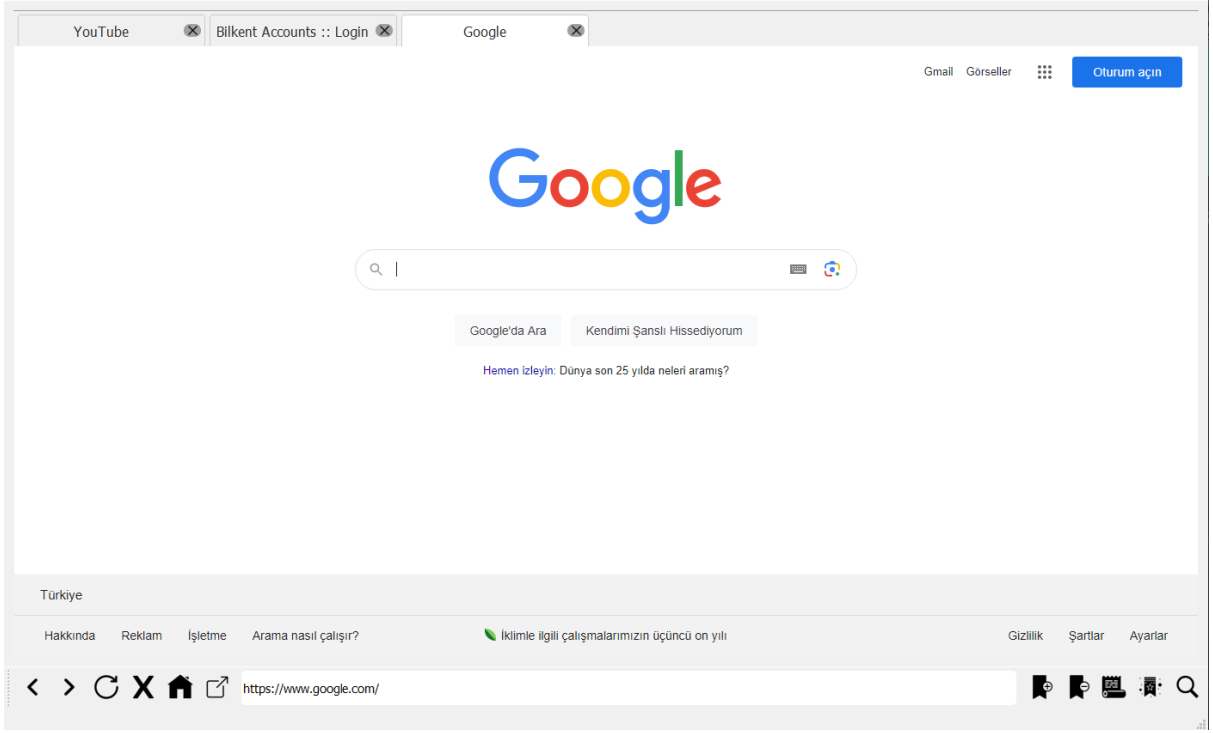 YouTube Bilkent Accounts :: Login Google
Gmail Görseller Oturum açın
Google
Google'da Ara Kendimi Şanslı Hissediyorum
Hemen izleyin: Dünya son 25 yılda neleri aramış?
Türkiye
Hakkında Reklam İşletme Arama nasıl çalışır? İklimle ilgili çalışmalarımızın üçüncü on yılı Gizlilik Şartlar Ayarlar
https://www.google.com/